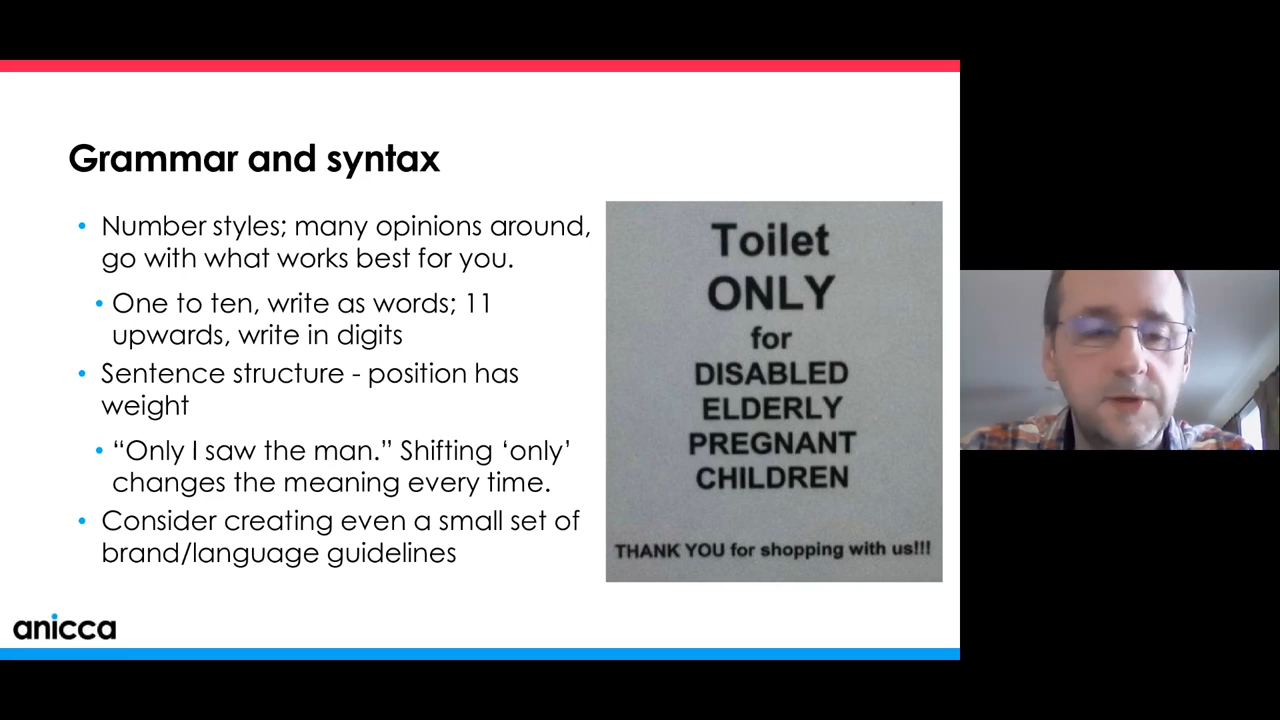 Grammar and syntax
• Number styles; many opinions around,
go with what works best for you.
• One to ten, write as words; 11
upwards, write in digits
• Sentence structure - position has
weight
• “Only I saw the man.” Shifting ‘only’
changes the meaning every time.
• Consider creating even a small set of
brand/language guidelines
Toilet
ONLY
for
DISABLED
ELDERLY
PREGNANT
CHILDREN
THANK YOU for shopping with us!!!
anicca